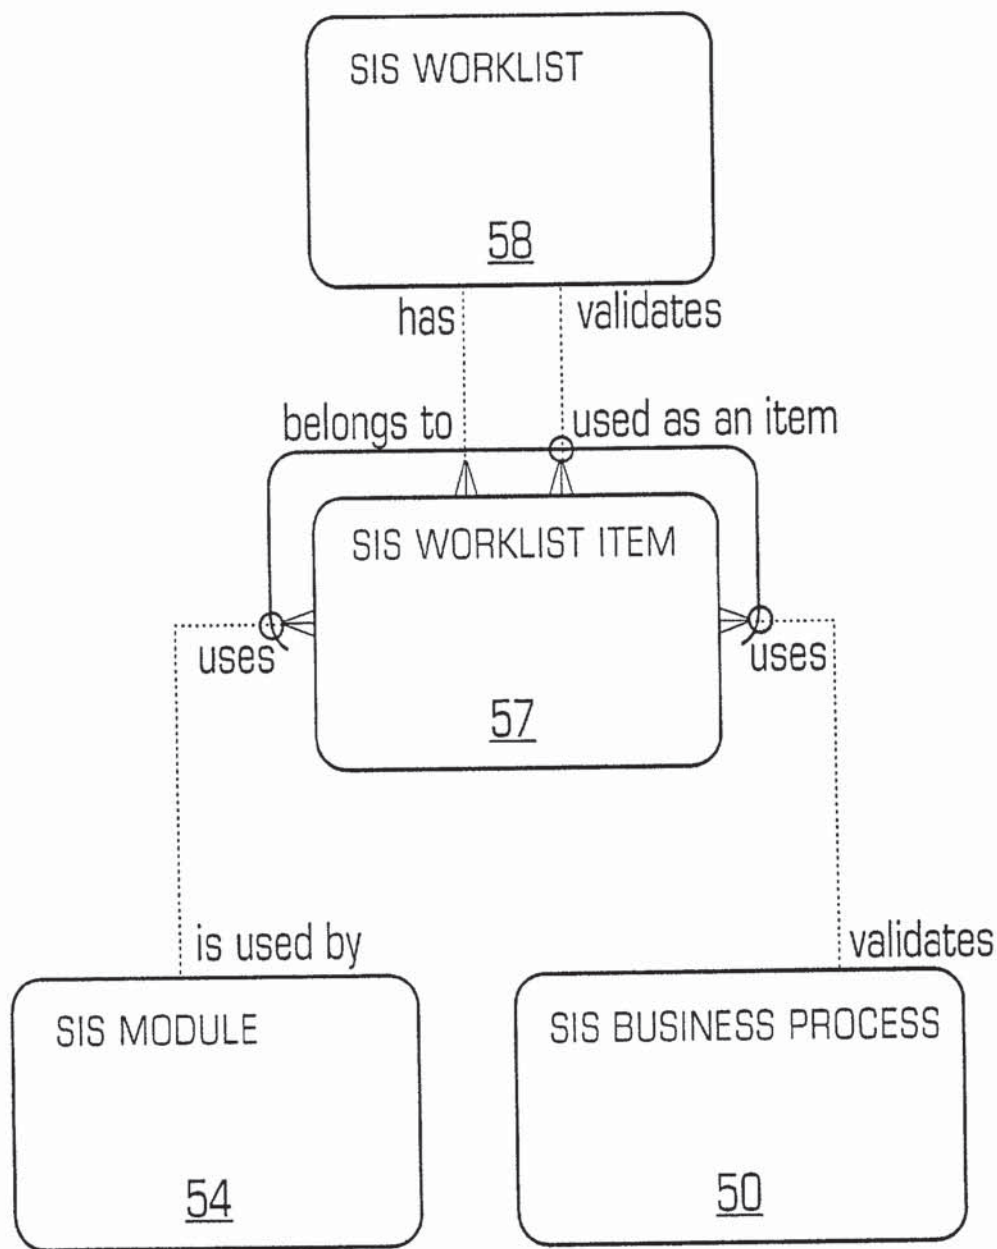 SIS WORKLIST
58
has
validates
belongs to
used as an item
SIS WORKLIST ITEM
uses
uses
57
is used by
validates
SIS MODULE
SIS BUSINESS PROCESS
54
50